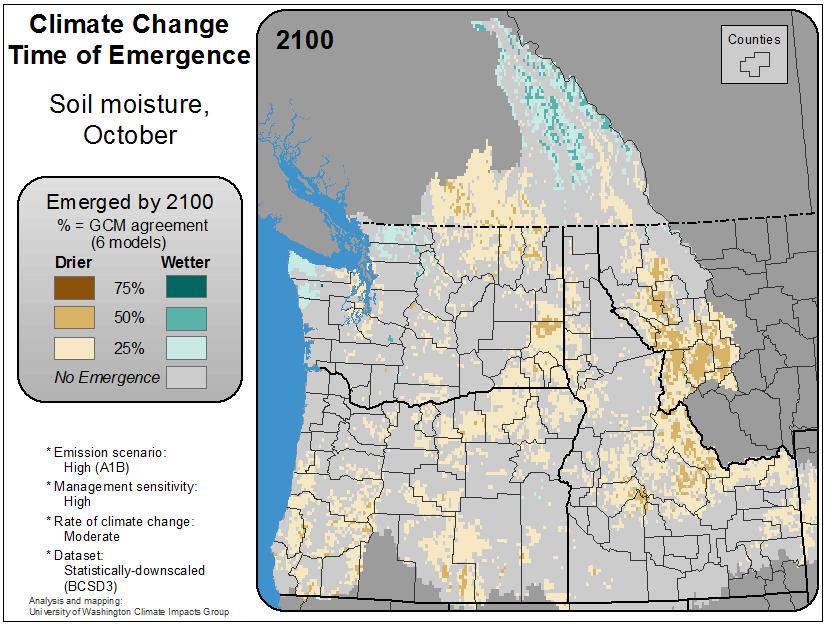 Climate Change
Time of Emergence
Soil moisture,
October
Emerged by 2100
% = GCM agreement
(6 models)
Drier Wetter
75%
50%
25%
No Emergence
* Emission scenario:
High (A1B)
* Management sensitivity:
High
* Rate of climate change:
Moderate
* Dataset:
Statistically-downscaled
(BCSD3)
Analysis and mapping:
University of Washington Climate Impacts Group
2100
Counties